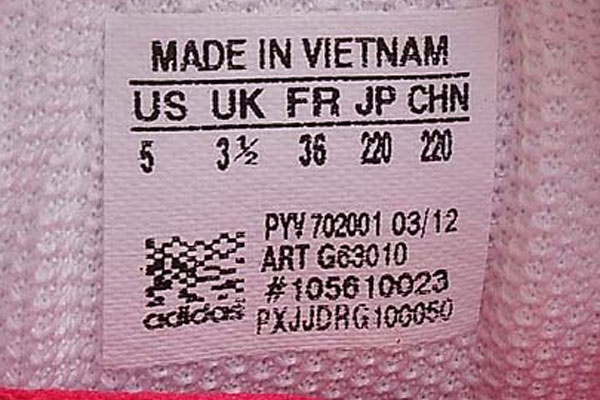 MADE IN VIETNAM
US UK FR JP CHN
5 3½ 36 220 220
PYV 702001 03/12
ART G63010
#105610023
adidas PXJJDRG100050